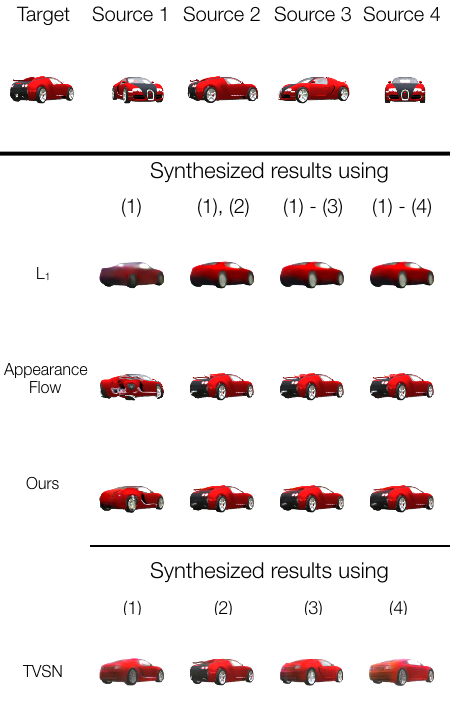 Target Source 1 Source 2 Source 3 Source 4
Synthesized results using
(1) (1), (2) (1) - (3) (1) - (4)
L₁
Appearance
Flow
Ours
Synthesized results using
(1) (2) (3) (4)
TVSN